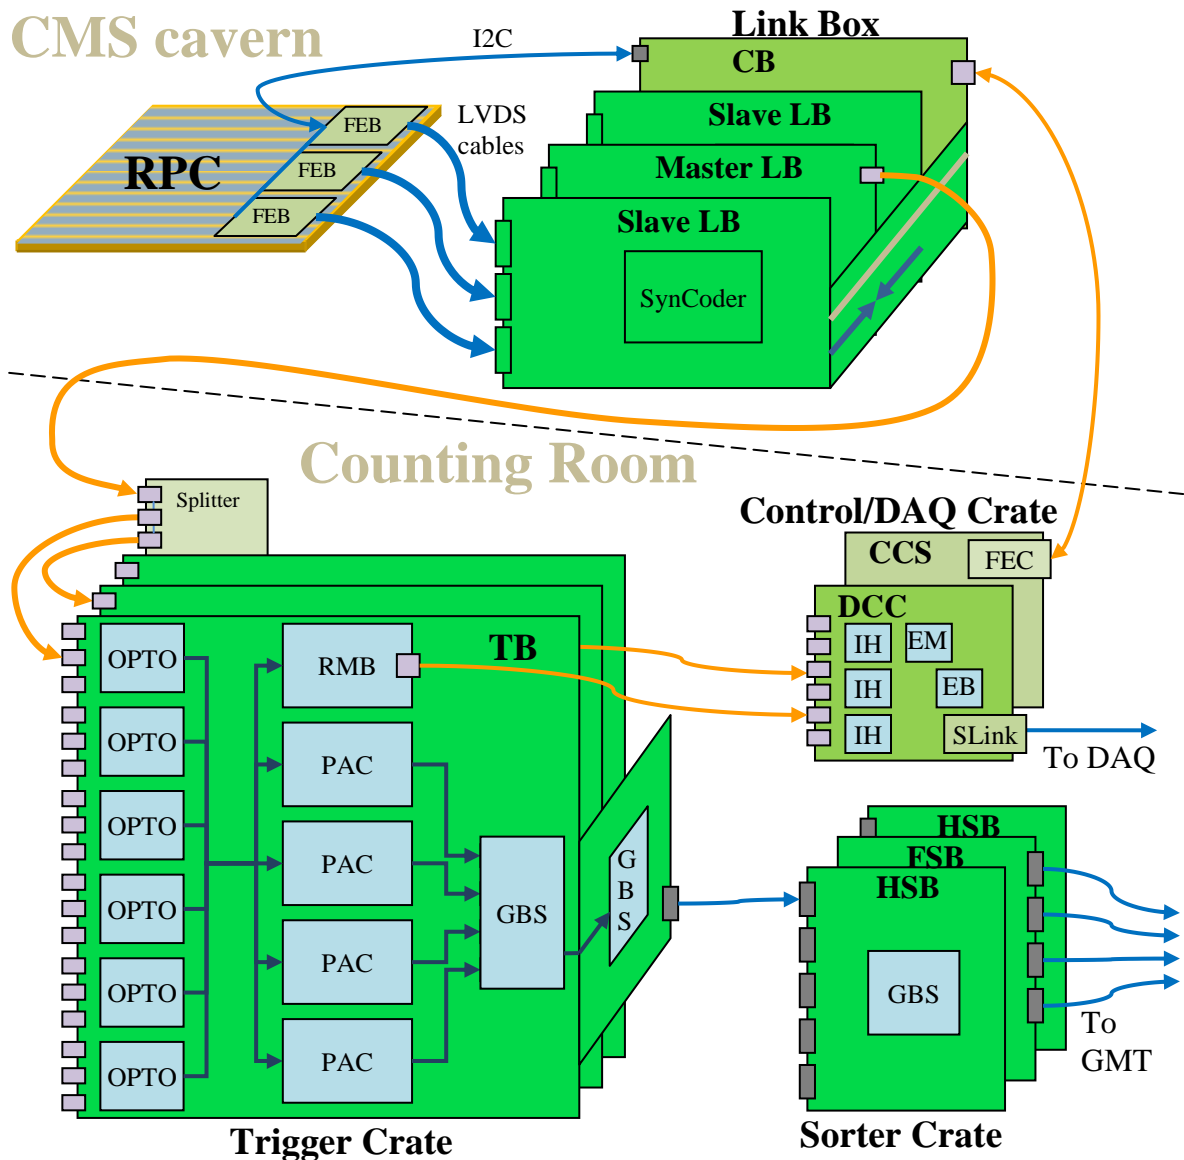 CMS cavern
I2C
Link Box
CB
FEB
LVDS
cables
Slave LB
RPC
FEB
Master LB
FEB
Slave LB
SynCoder
Counting Room
Splitter
Control/DAQ Crate
CCS
FEC
DCC
OPTO
RMB
TB
IH
EM
IH
EB
OPTO
PAC
IH
SLink
To DAQ
OPTO
PAC
GBS
GBS
HSB
FSB
HSB
OPTO
PAC
GBS
OPTO
To
GMT
OPTO
PAC
Trigger Crate
Sorter Crate